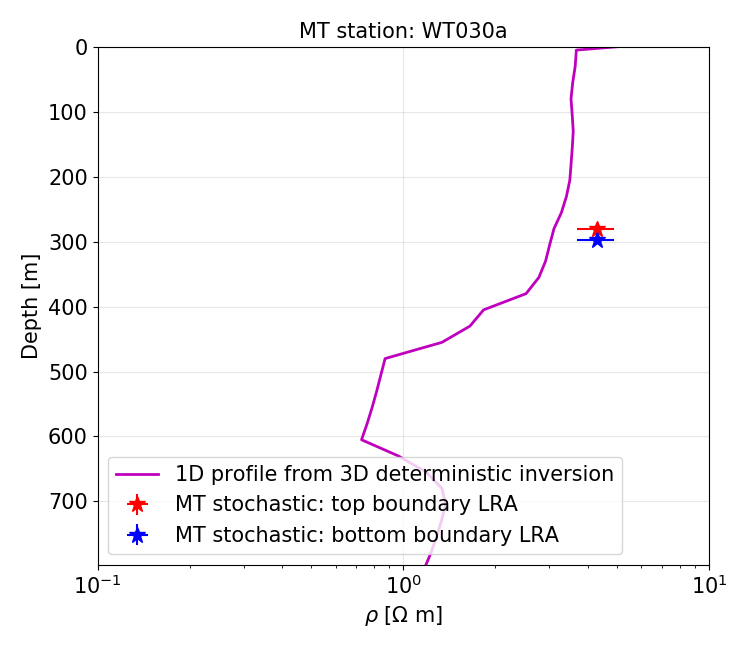 MT station: WT030a
0
100
200
300
400
500
600
700
Depth [m]
1D profile from 3D deterministic inversion
MT stochastic: top boundary LRA
MT stochastic: bottom boundary LRA
10⁻¹ 10⁰ 10¹
ρ [Ω m]